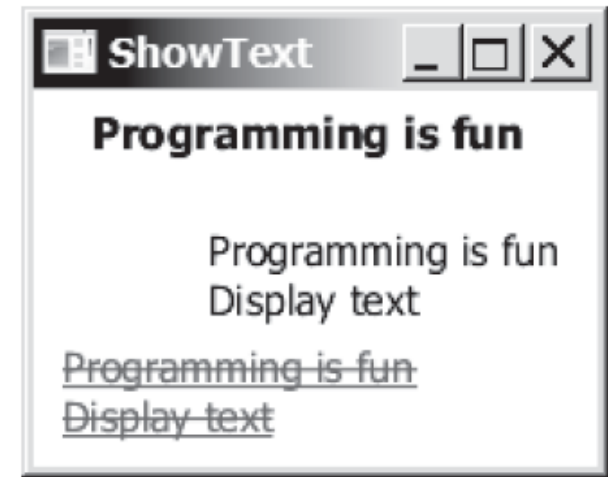 ShowText
Programming is fun
Programming is fun
Display text
Programming is fun
Display text